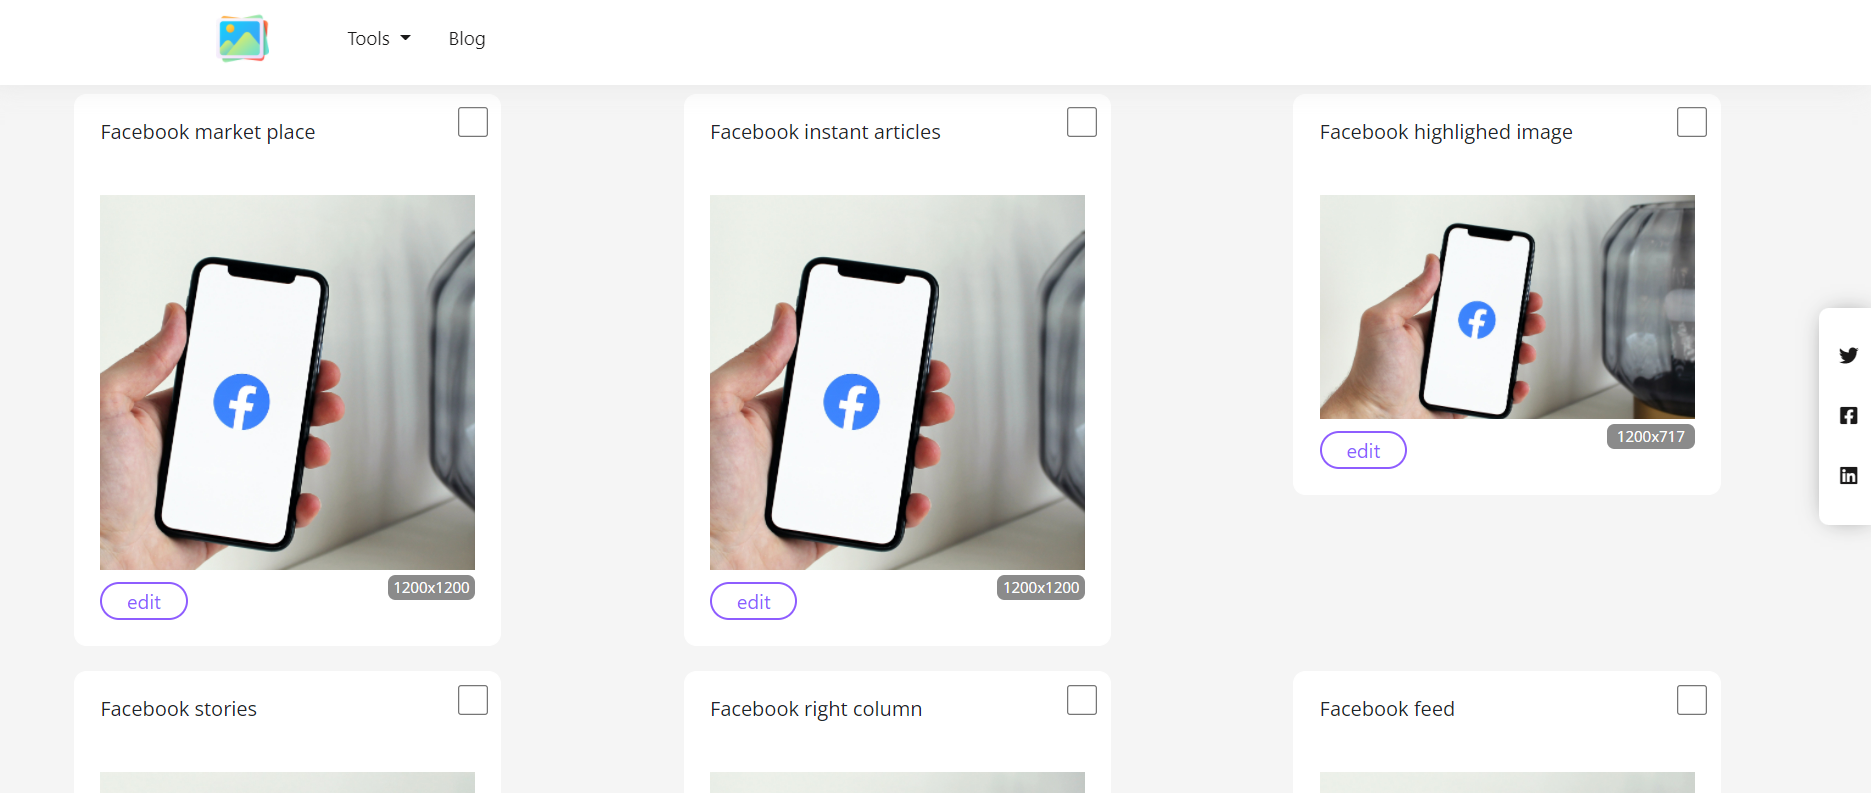 Tools Blog
Facebook market place
Facebook instant articles
Facebook highlighed image
edit 1200x1200
edit 1200x1200
edit 1200x717
Facebook stories
Facebook right column
Facebook feed